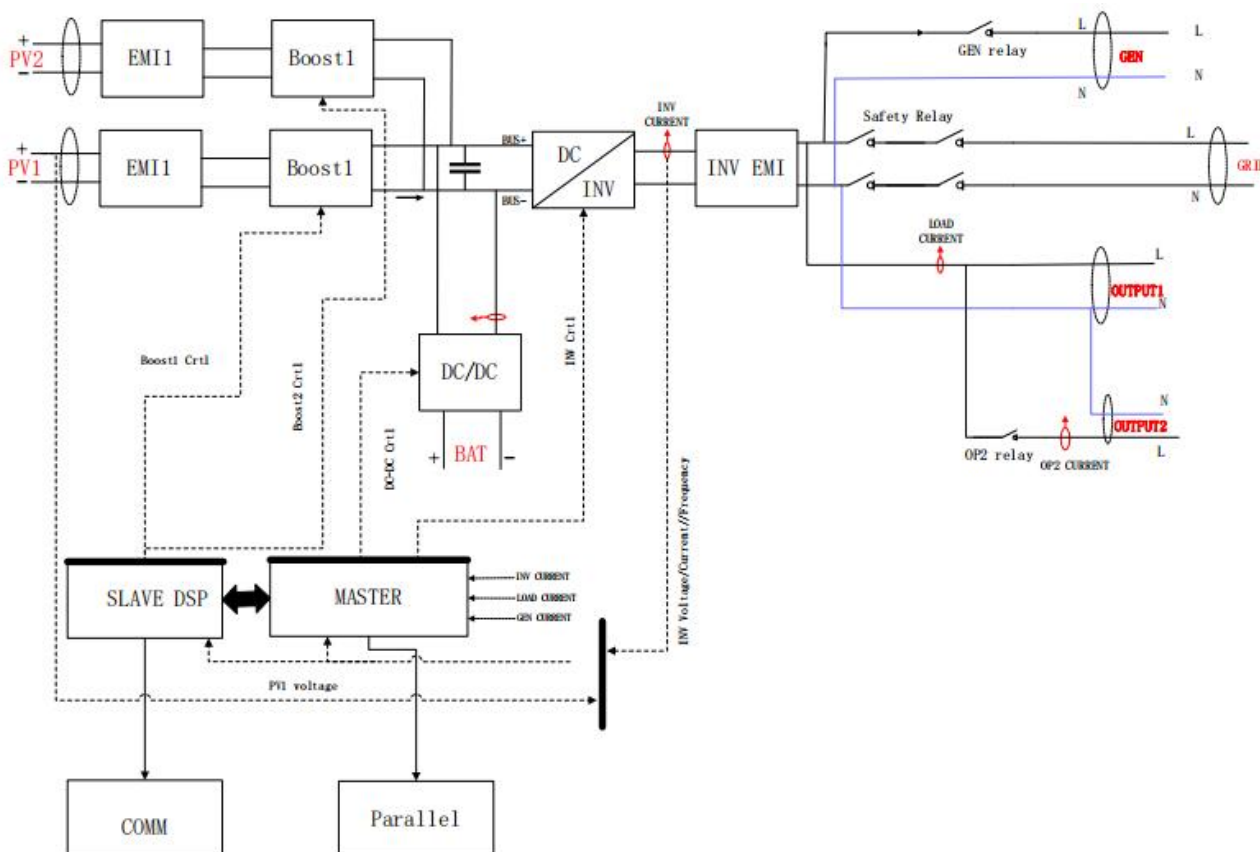 +
PV2
-
EMI1
Boost1
GEN relay
L
L
GEN
N
N
+
PV1
-
EMI1
Boost1
BUS+
BUS-
DC
INV
INV
CURRENT
INV EMI
Safety Relay
L
GRID
N
LOAD
CURRENT
L
OUTPUT1
N
Boost1 Crtl
Boost2 Crtl
DC/DC
INV Crtl
+
BAT
-
DC-DC Crtl
N
OUTPUT2
L
OP2 relay
OP2 CURRENT
SLAVE DSP
MASTER
INV CURRENT
LOAD CURRENT
GEN CURRENT
INV Voltage/Current//Frequency
PV1 voltage
COMM
Parallel